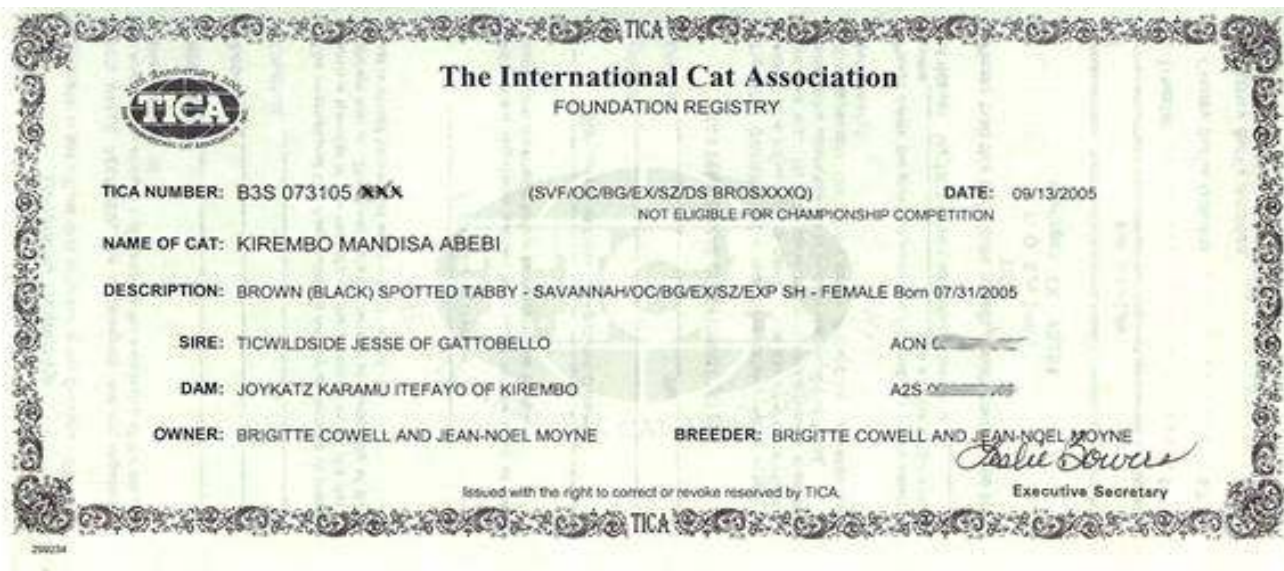 TICA
The International Cat Association
FOUNDATION REGISTRY
TICA
TICA NUMBER: B3S 073105 (SVF/OC/BG/EX/SZ/DS BROSXXXQ) DATE: 09/13/2005
NOT ELIGIBLE FOR CHAMPIONSHIP COMPETITION
NAME OF CAT: KIREMBO MANDISA ABEBI
DESCRIPTION: BROWN (BLACK) SPOTTED TABBY - SAVANNAH/OC/BG/EX/SZ/EXP SH - FEMALE Born 07/31/2005
SIRE: TICWILDSIDE JESSE OF GATTOBELLO AON
DAM: JOYKATZ KARAMU ITEFAYO OF KIREMBO A2S
OWNER: BRIGITTE COWELL AND JEAN-NOEL MOYNE BREEDER: BRIGITTE COWELL AND JEAN-NOEL MOYNE
Leslie Bowers
Issued with the right to correct or revoke reserved by TICA. Executive Secretary
TICA